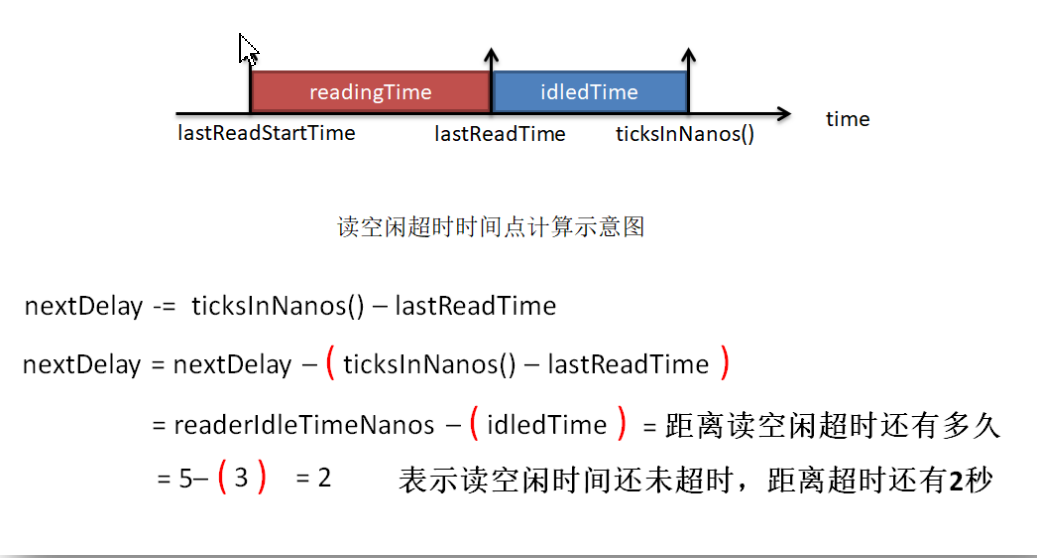 readingTime idledTime
time
lastReadStartTime lastReadTime ticksInNanos()
读空闲超时时间点计算示意图
nextDelay -= ticksInNanos() – lastReadTime
nextDelay = nextDelay – ( ticksInNanos() – lastReadTime )
= readerIdleTimeNanos – ( idledTime ) = 距离读空闲超时还有多久
= 5– ( 3 ) = 2 表示读空闲时间还未超时，距离超时还有2秒